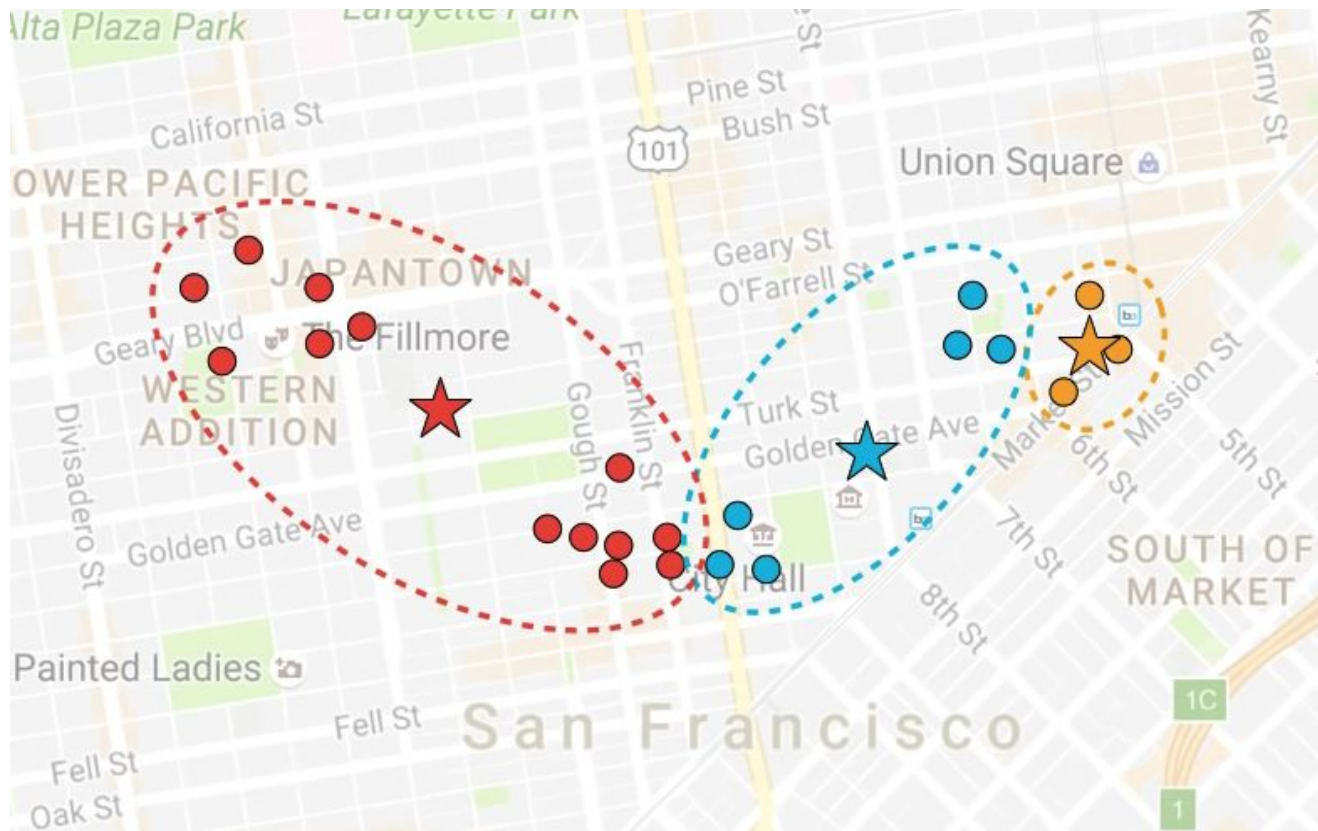 Alta Plaza Park
Lafayette Park
St
Kearny St
Pine St
Bush St
California St
101
Union Square
OWER PACIFIC
HEIGHTS
JAPANTOWN
Geary St
O'Farrell St
Geary Blvd
The Fillmore
WESTERN
ADDITION
Franklin St
Gough St
Turk St
Golden Gate Ave
Market St
Mission St
6th St
5th St
Divisadero St
Golden Gate Ave
7th St
SOUTH OF
MARKET
City Hall
8th St
Painted Ladies
1C
Fell St
San Francisco
Fell St
Oak St
1